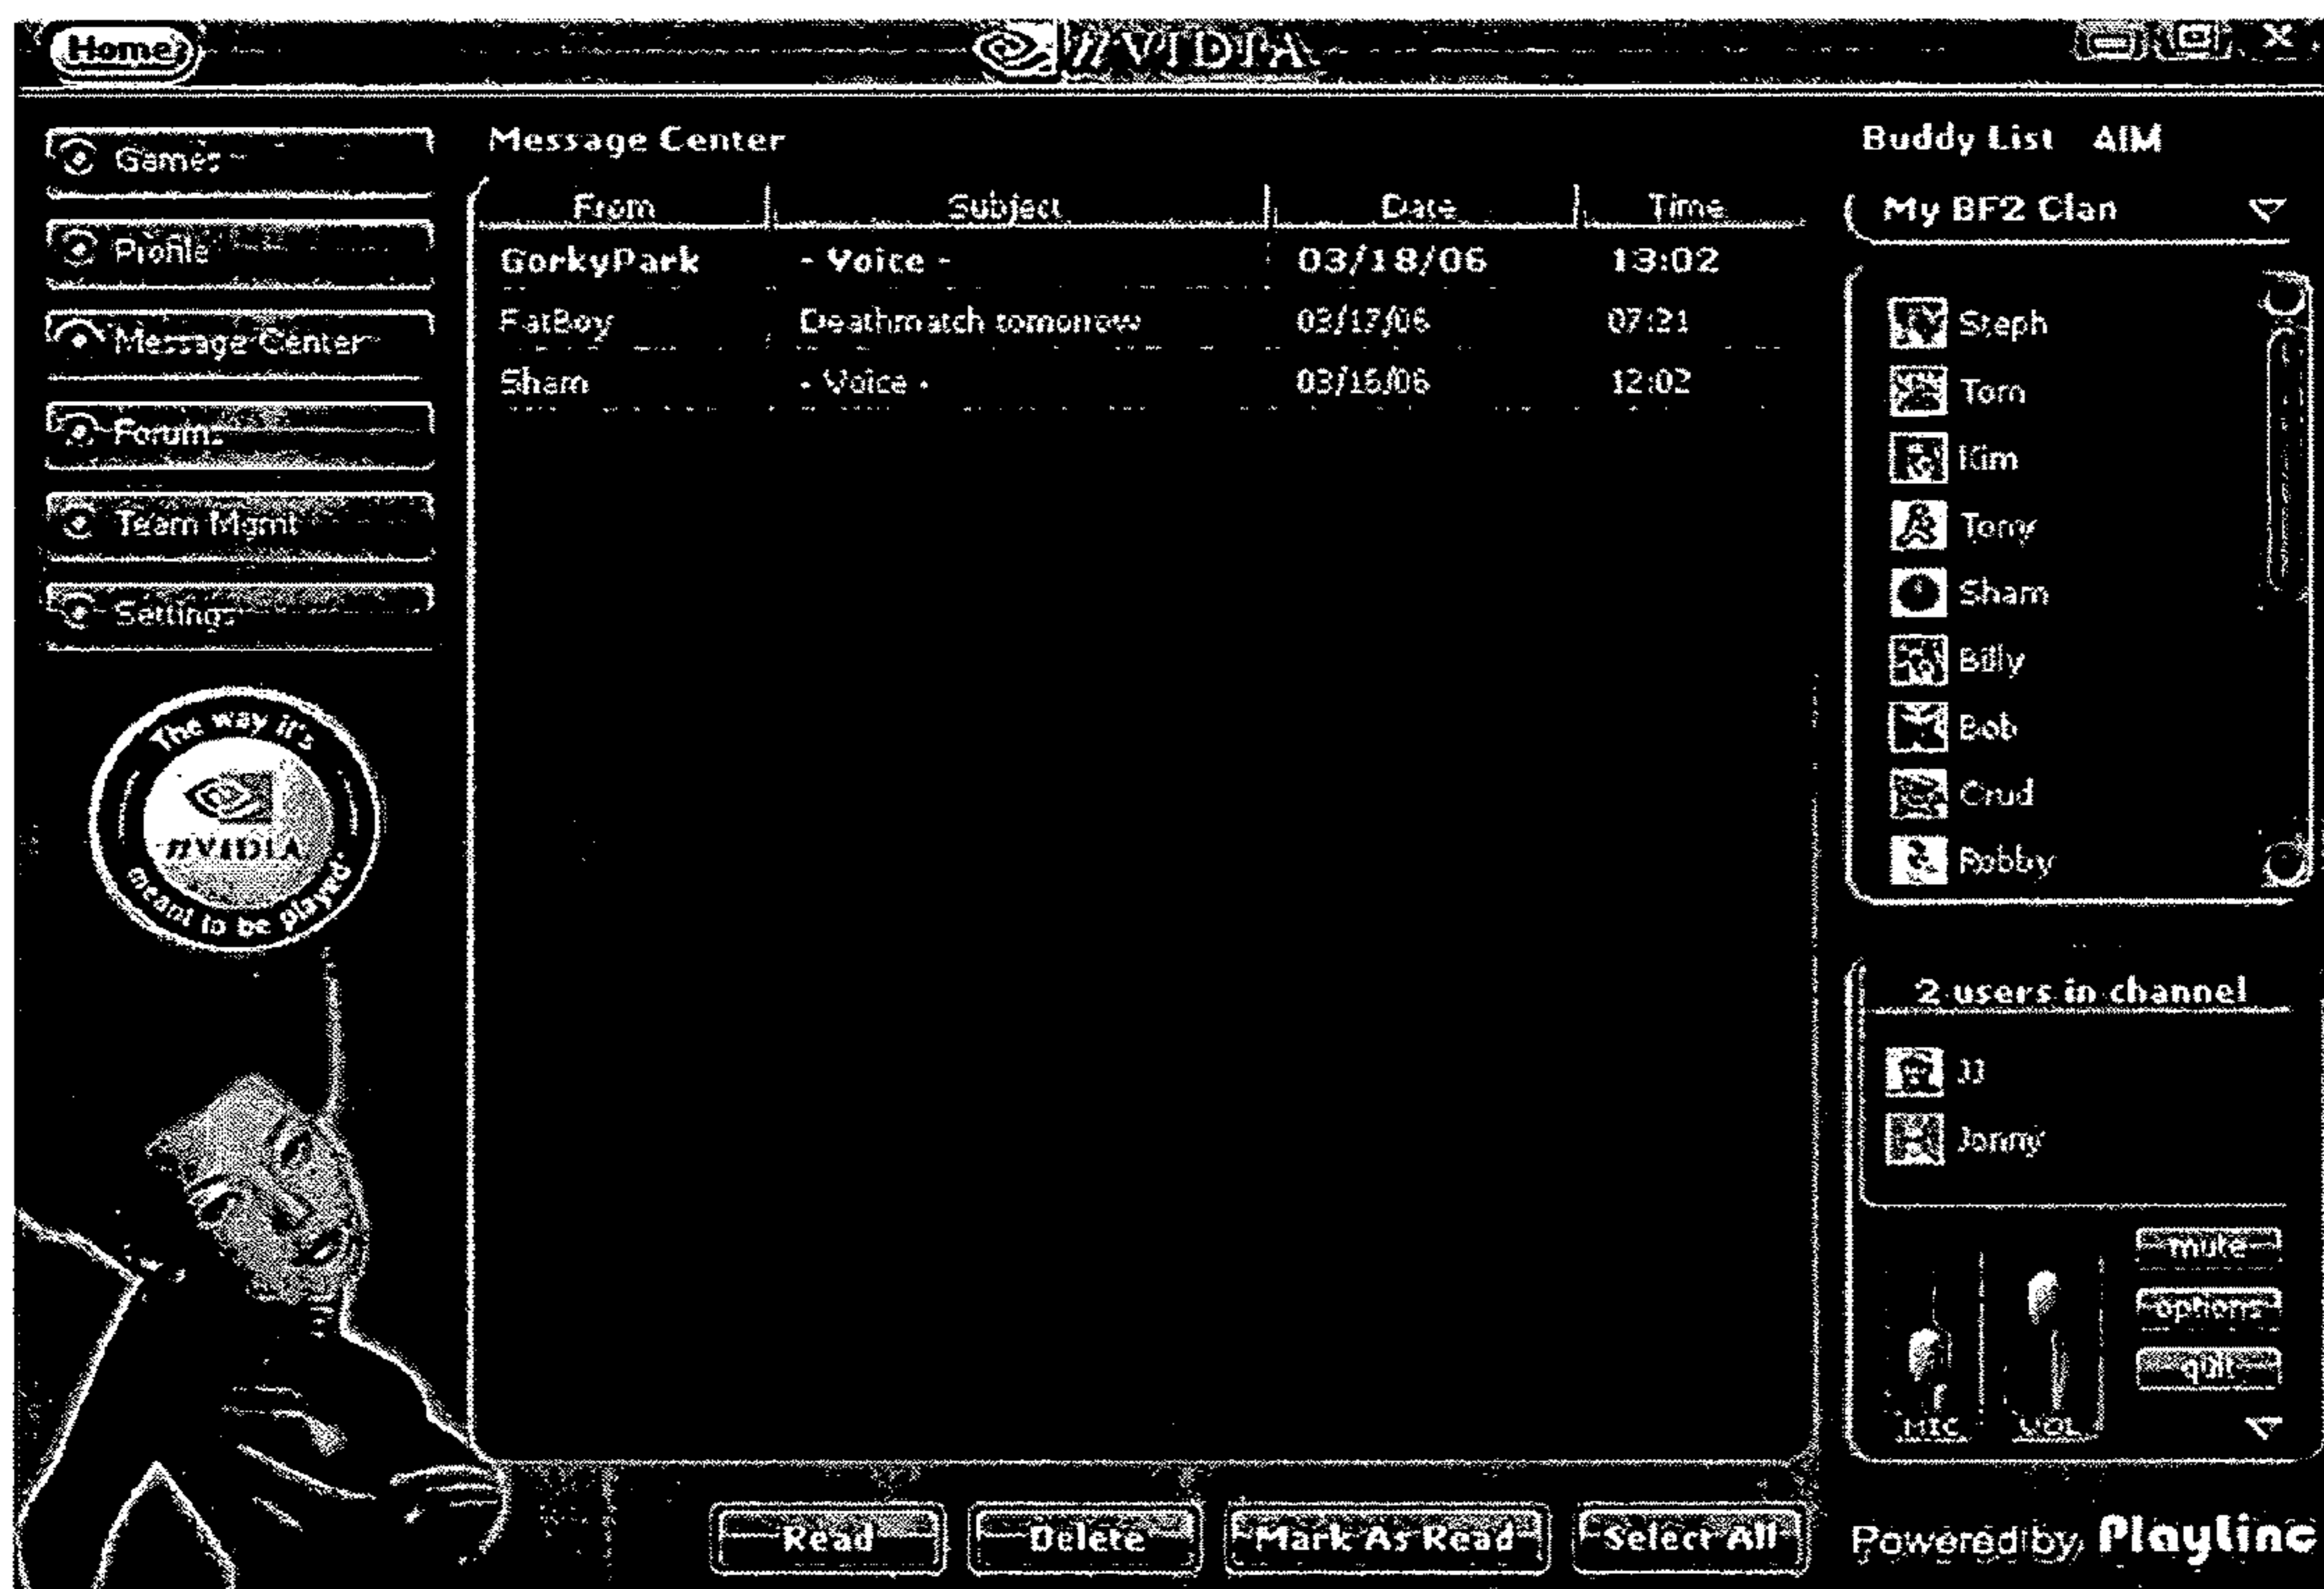 Home
nVIDIA
Games
Profile
Message Center
Forums
Team Mgmt
Settings
The way it's
nVIDIA
meant to be played
Message Center
From Subject Date Time
GorkyPark - Voice - 03/18/06 13:02
FatBoy Deathmatch tomorrow 03/17/06 07:21
Sham - Voice - 03/16/06 12:02
Read Delete Mark As Read Select All
Buddy List AIM
My BF2 Clan
Steph
Tom
Kim
Tony
Sham
Billy
Bob
Crud
Robby
2 users in channel
JJ
Jonny
mute
options
quit
MIC VOL
Powered by Playlinc